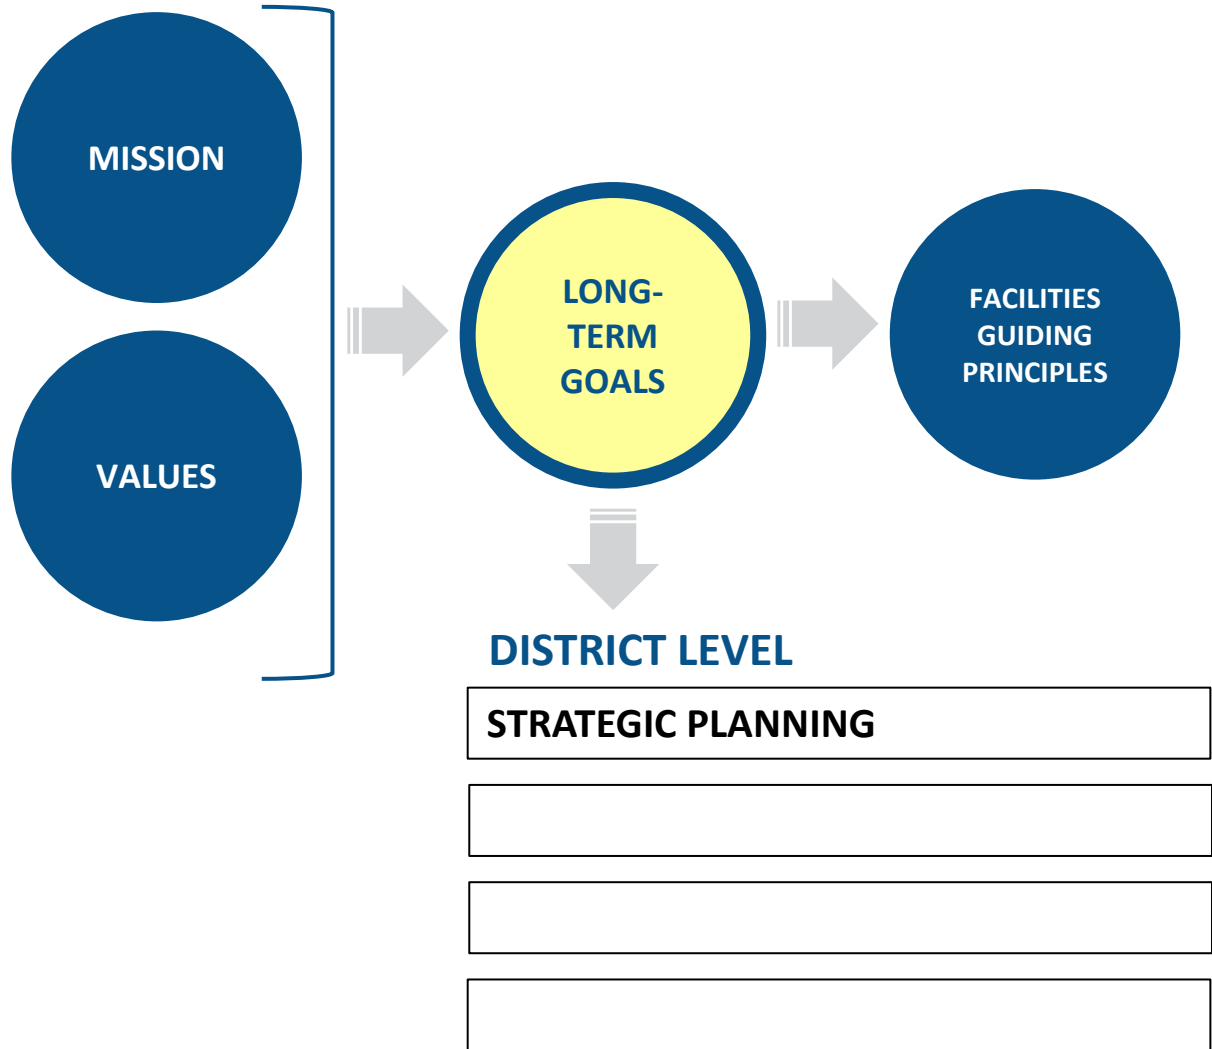 MISSION
VALUES
LONG-
TERM
GOALS
FACILITIES
GUIDING
PRINCIPLES
DISTRICT LEVEL
STRATEGIC PLANNING